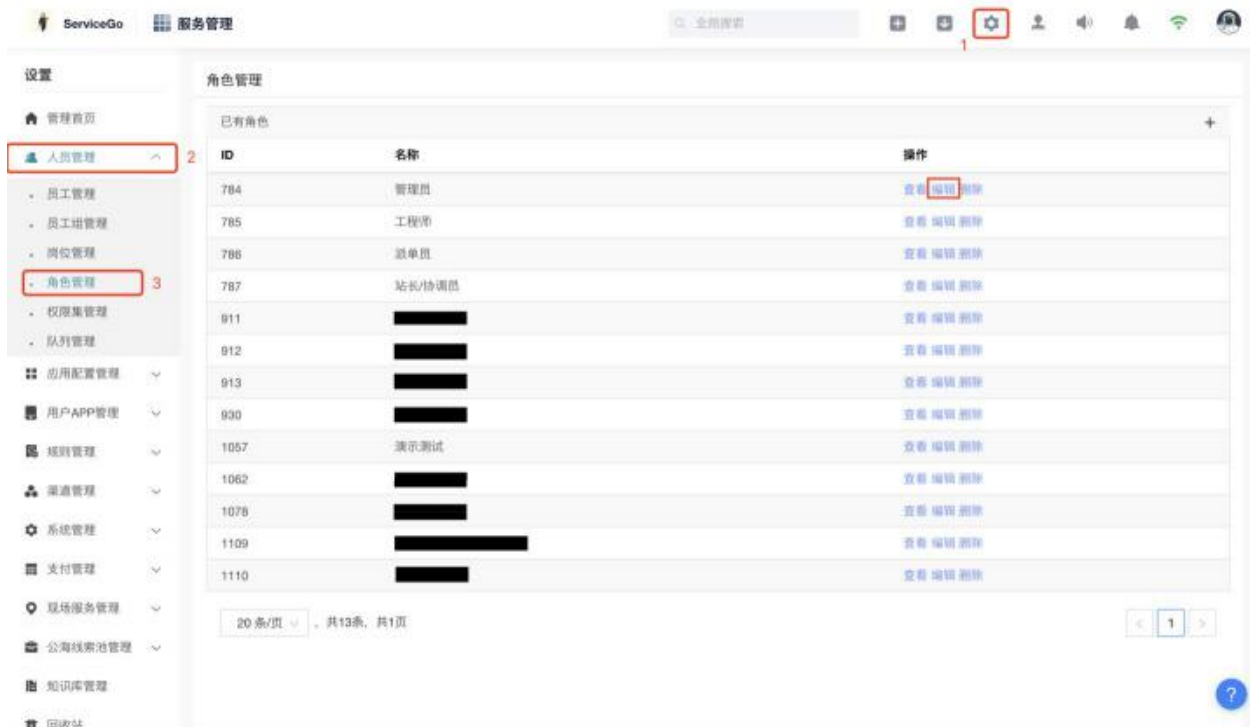 ServiceGo 服务管理 全局搜索
1
设置
角色管理
管理首页
已有角色 +
人员管理 2
ID 名称 操作
员工管理
784 管理员 查看 编辑 删除
员工组管理
785 工程师 查看 编辑 删除
岗位管理
786 派单员 查看 编辑 删除
角色管理 3
787 站长/协调员 查看 编辑 删除
权限集管理
911 查看 编辑 删除
队列管理
912 查看 编辑 删除
应用配置管理
913 查看 编辑 删除
用户APP管理
930 查看 编辑 删除
规则管理
1057 演示测试 查看 编辑 删除
渠道管理
1062 查看 编辑 删除
1078 查看 编辑 删除
系统管理
1109 查看 编辑 删除
支付管理
1110 查看 编辑 删除
现场服务管理
20 条/页 ，共13条，共1页 < 1 >
公海线索池管理
知识库管理
?
回收站